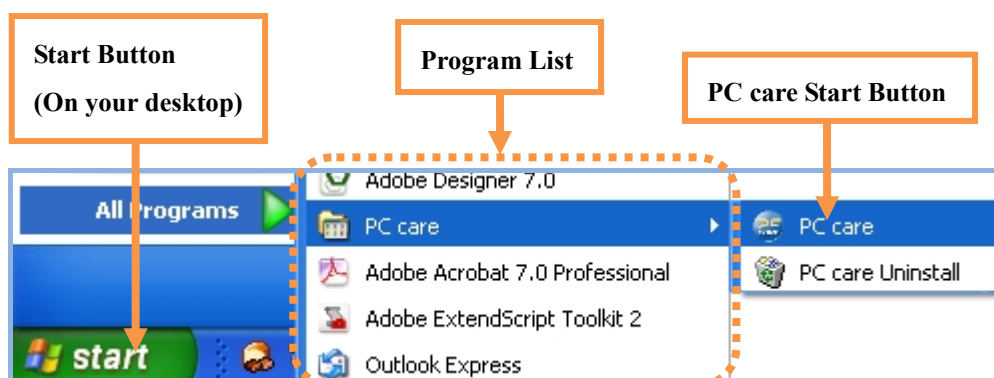 Start Button
(On your desktop)
Program List
PC care Start Button
All Programs
Adobe Designer 7.0
PC care
Adobe Acrobat 7.0 Professional
Adobe ExtendScript Toolkit 2
Outlook Express
PC care
PC care Uninstall
start